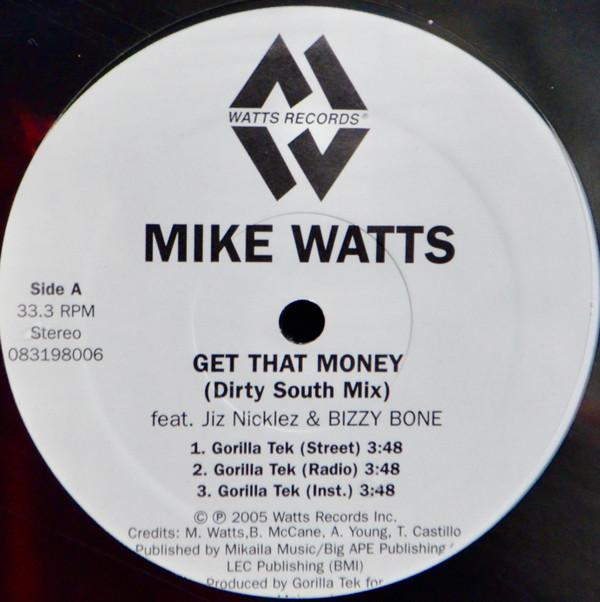 WATTS RECORDS®
MIKE WATTS
Side A
33.3 RPM
Stereo
083198006
GET THAT MONEY
(Dirty South Mix)
feat. Jiz Nicklez & BIZZY BONE
1. Gorilla Tek (Street) 3:48
2. Gorilla Tek (Radio) 3:48
3. Gorilla Tek (Inst.) 3:48
© ℗ 2005 Watts Records Inc.
Credits: M. Watts,B. McCane, A. Young, T. Castillo
Published by Mikaila Music/Big APE Publishing/
LEC Publishing (BMI)
Produced by Gorilla Tek for